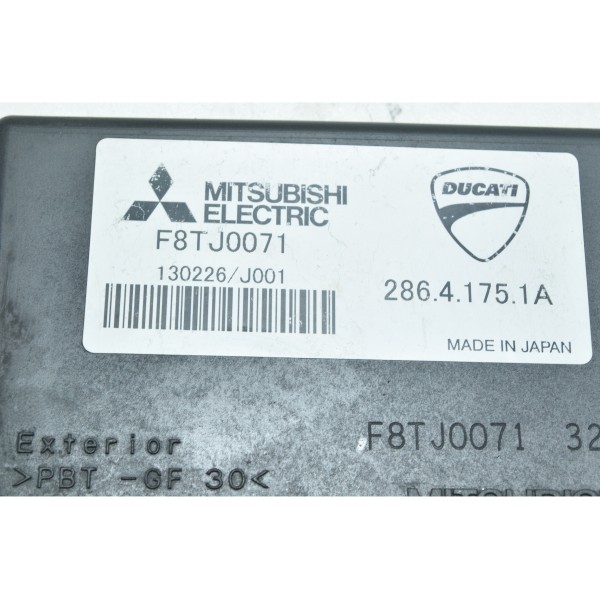 MITSUBISHI
ELECTRIC
DUCATI
F8TJ0071
130226/J001
286.4.175.1A
MADE IN JAPAN
Exterior
F8TJ0071 32
>PBT -GF 30<